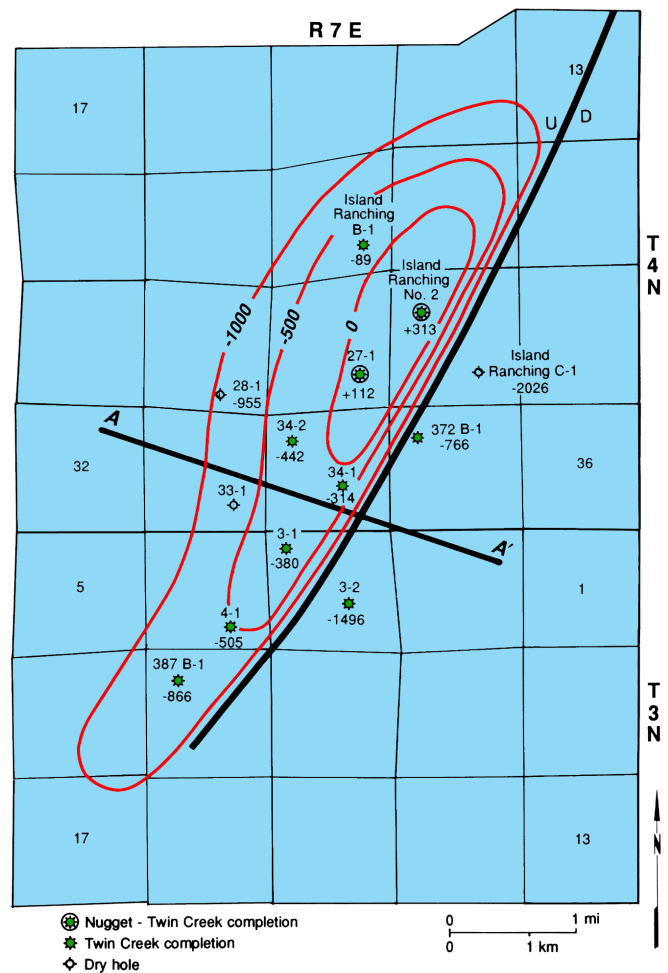 R 7 E
13
17
U D
Island
Ranching
B-1
-89
T
4
N
Island
Ranching
No. 2
+313
-1000
-500
0
27-1
+112
Island
Ranching C-1
-2026
28-1
-955
A
34-2
-442
372 B-1
-766
32
36
33-1
34-1
-314
3-1
-380
A'
5
3-2
-1496
1
4-1
-505
387 B-1
-866
T
3
N
17
13
N
Nugget - Twin Creek completion
Twin Creek completion
Dry hole
0 1 mi
0 1 km